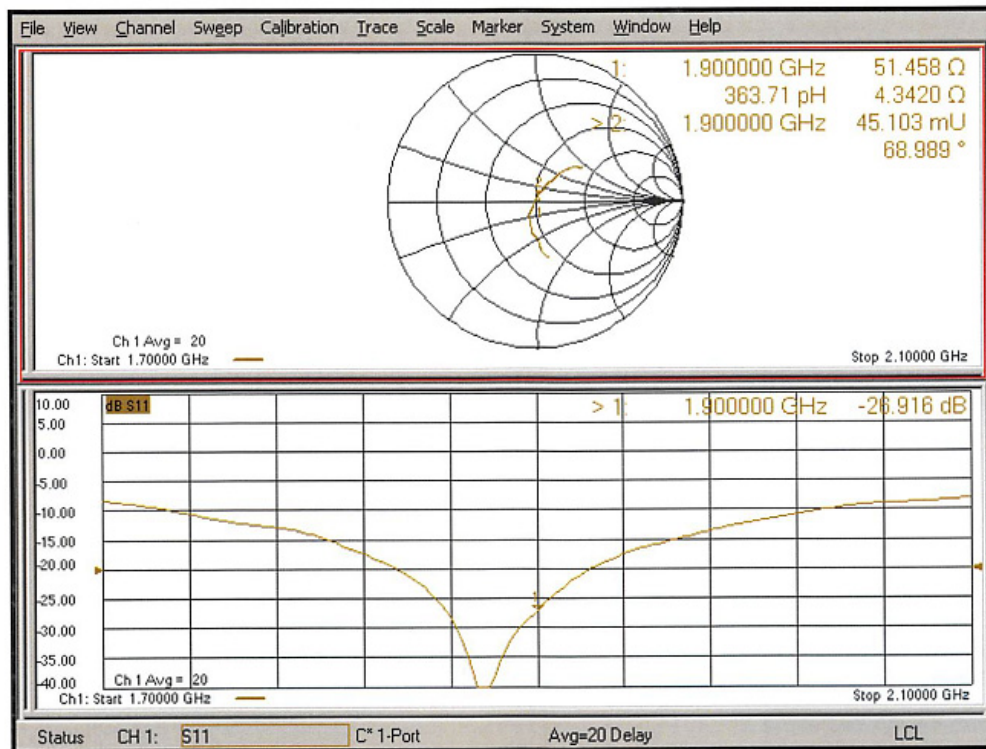 File View Channel Sweep Calibration Trace Scale Marker System Window Help
1: 1.900000 GHz 51.458 Ω
363.71 pH 4.3420 Ω
> 2: 1.900000 GHz 45.103 mU
68.989 °
Ch 1 Avg = 20
Ch1: Start 1.70000 GHz Stop 2.10000 GHz
10.00 dB S11 > 1: 1.900000 GHz -26.916 dB
5.00
0.00
-5.00
-10.00
-15.00
-20.00
-25.00
1
-30.00
-35.00
-40.00 Ch 1 Avg = 20
Ch1: Start 1.70000 GHz Stop 2.10000 GHz
Status CH 1: S11 C* 1-Port Avg=20 Delay LCL